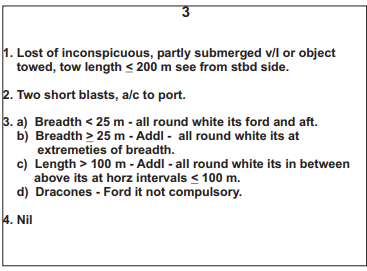 3
1. Lost of inconspicuous, partly submerged v/l or object
towed, tow length ≤ 200 m see from stbd side.
2. Two short blasts, a/c to port.
3. a) Breadth < 25 m - all round white its ford and aft.
b) Breadth ≥ 25 m - Addl - all round white its at
extremeties of breadth.
c) Length > 100 m - Addl - all round white its in between
above its at horz intervals ≤ 100 m.
d) Dracones - Ford it not compulsory.
4. Nil